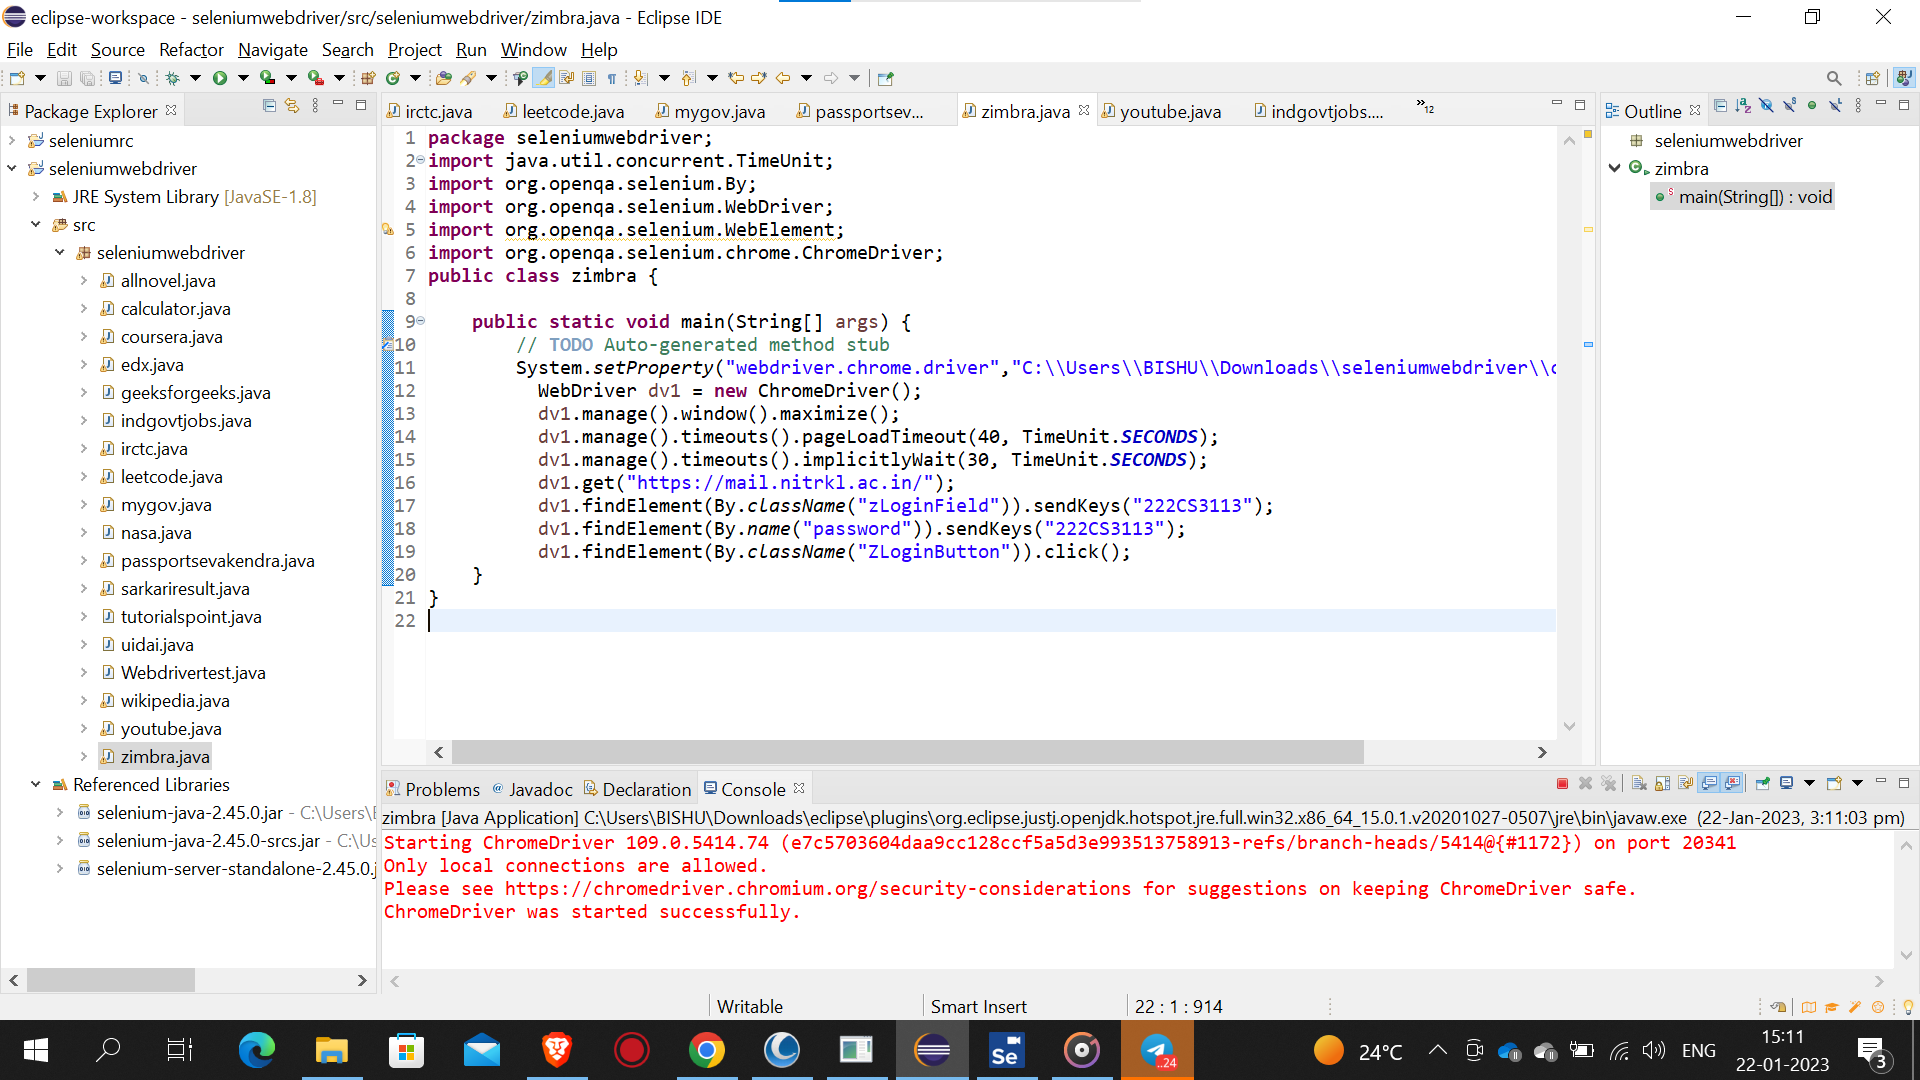 eclipse-workspace - seleniumwebdriver/src/seleniumwebdriver/zimbra.java - Eclipse IDE
File Edit Source Refactor Navigate Search Project Run Window Help
Package Explorer
seleniumrc
seleniumwebdriver
JRE System Library [JavaSE-1.8]
src
seleniumwebdriver
allnovel.java
calculator.java
coursera.java
edx.java
geeksforgeeks.java
indgovtjobs.java
irctc.java
leetcode.java
mygov.java
nasa.java
passportsevakendra.java
sarkariresult.java
tutorialspoint.java
uidai.java
Webdrivertest.java
wikipedia.java
youtube.java
zimbra.java
Referenced Libraries
selenium-java-2.45.0.jar - C:\Users\E
selenium-java-2.45.0-srcs.jar - C:\Us
selenium-server-standalone-2.45.0.j
irctc.java leetcode.java mygov.java passportsev... zimbra.java youtube.java indgovtjobs.... »12
1 package seleniumwebdriver;
2 import java.util.concurrent.TimeUnit;
3 import org.openqa.selenium.By;
4 import org.openqa.selenium.WebDriver;
5 import org.openqa.selenium.WebElement;
6 import org.openqa.selenium.chrome.ChromeDriver;
7 public class zimbra {
8
9 public static void main(String[] args) {
10 // TODO Auto-generated method stub
11 System.setProperty("webdriver.chrome.driver","C:\\Users\\BISHU\\Downloads\\seleniumwebdriver\\c
12 WebDriver dv1 = new ChromeDriver();
13 dv1.manage().window().maximize();
14 dv1.manage().timeouts().pageLoadTimeout(40, TimeUnit.SECONDS);
15 dv1.manage().timeouts().implicitlyWait(30, TimeUnit.SECONDS);
16 dv1.get("https://mail.nitrkl.ac.in/");
17 dv1.findElement(By.className("zLoginField")).sendKeys("222CS3113");
18 dv1.findElement(By.name("password")).sendKeys("222CS3113");
19 dv1.findElement(By.className("ZLoginButton")).click();
20 }
21 }
22
Outline
seleniumwebdriver
zimbra
S main(String[]) : void
Problems @ Javadoc Declaration Console
zimbra [Java Application] C:\Users\BISHU\Downloads\eclipse\plugins\org.eclipse.justj.openjdk.hotspot.jre.full.win32.x86_64_15.0.1.v20201027-0507\jre\bin\javaw.exe (22-Jan-2023, 3:11:03 pm)
Starting ChromeDriver 109.0.5414.74 (e7c5703604daa9cc128ccf5a5d3e993513758913-refs/branch-heads/5414@{#1172}) on port 20341
Only local connections are allowed.
Please see https://chromedriver.chromium.org/security-considerations for suggestions on keeping ChromeDriver safe.
ChromeDriver was started successfully.
Writable Smart Insert 22 : 1 : 914
Se ..24 24°C ENG 15:11
22-01-2023 3